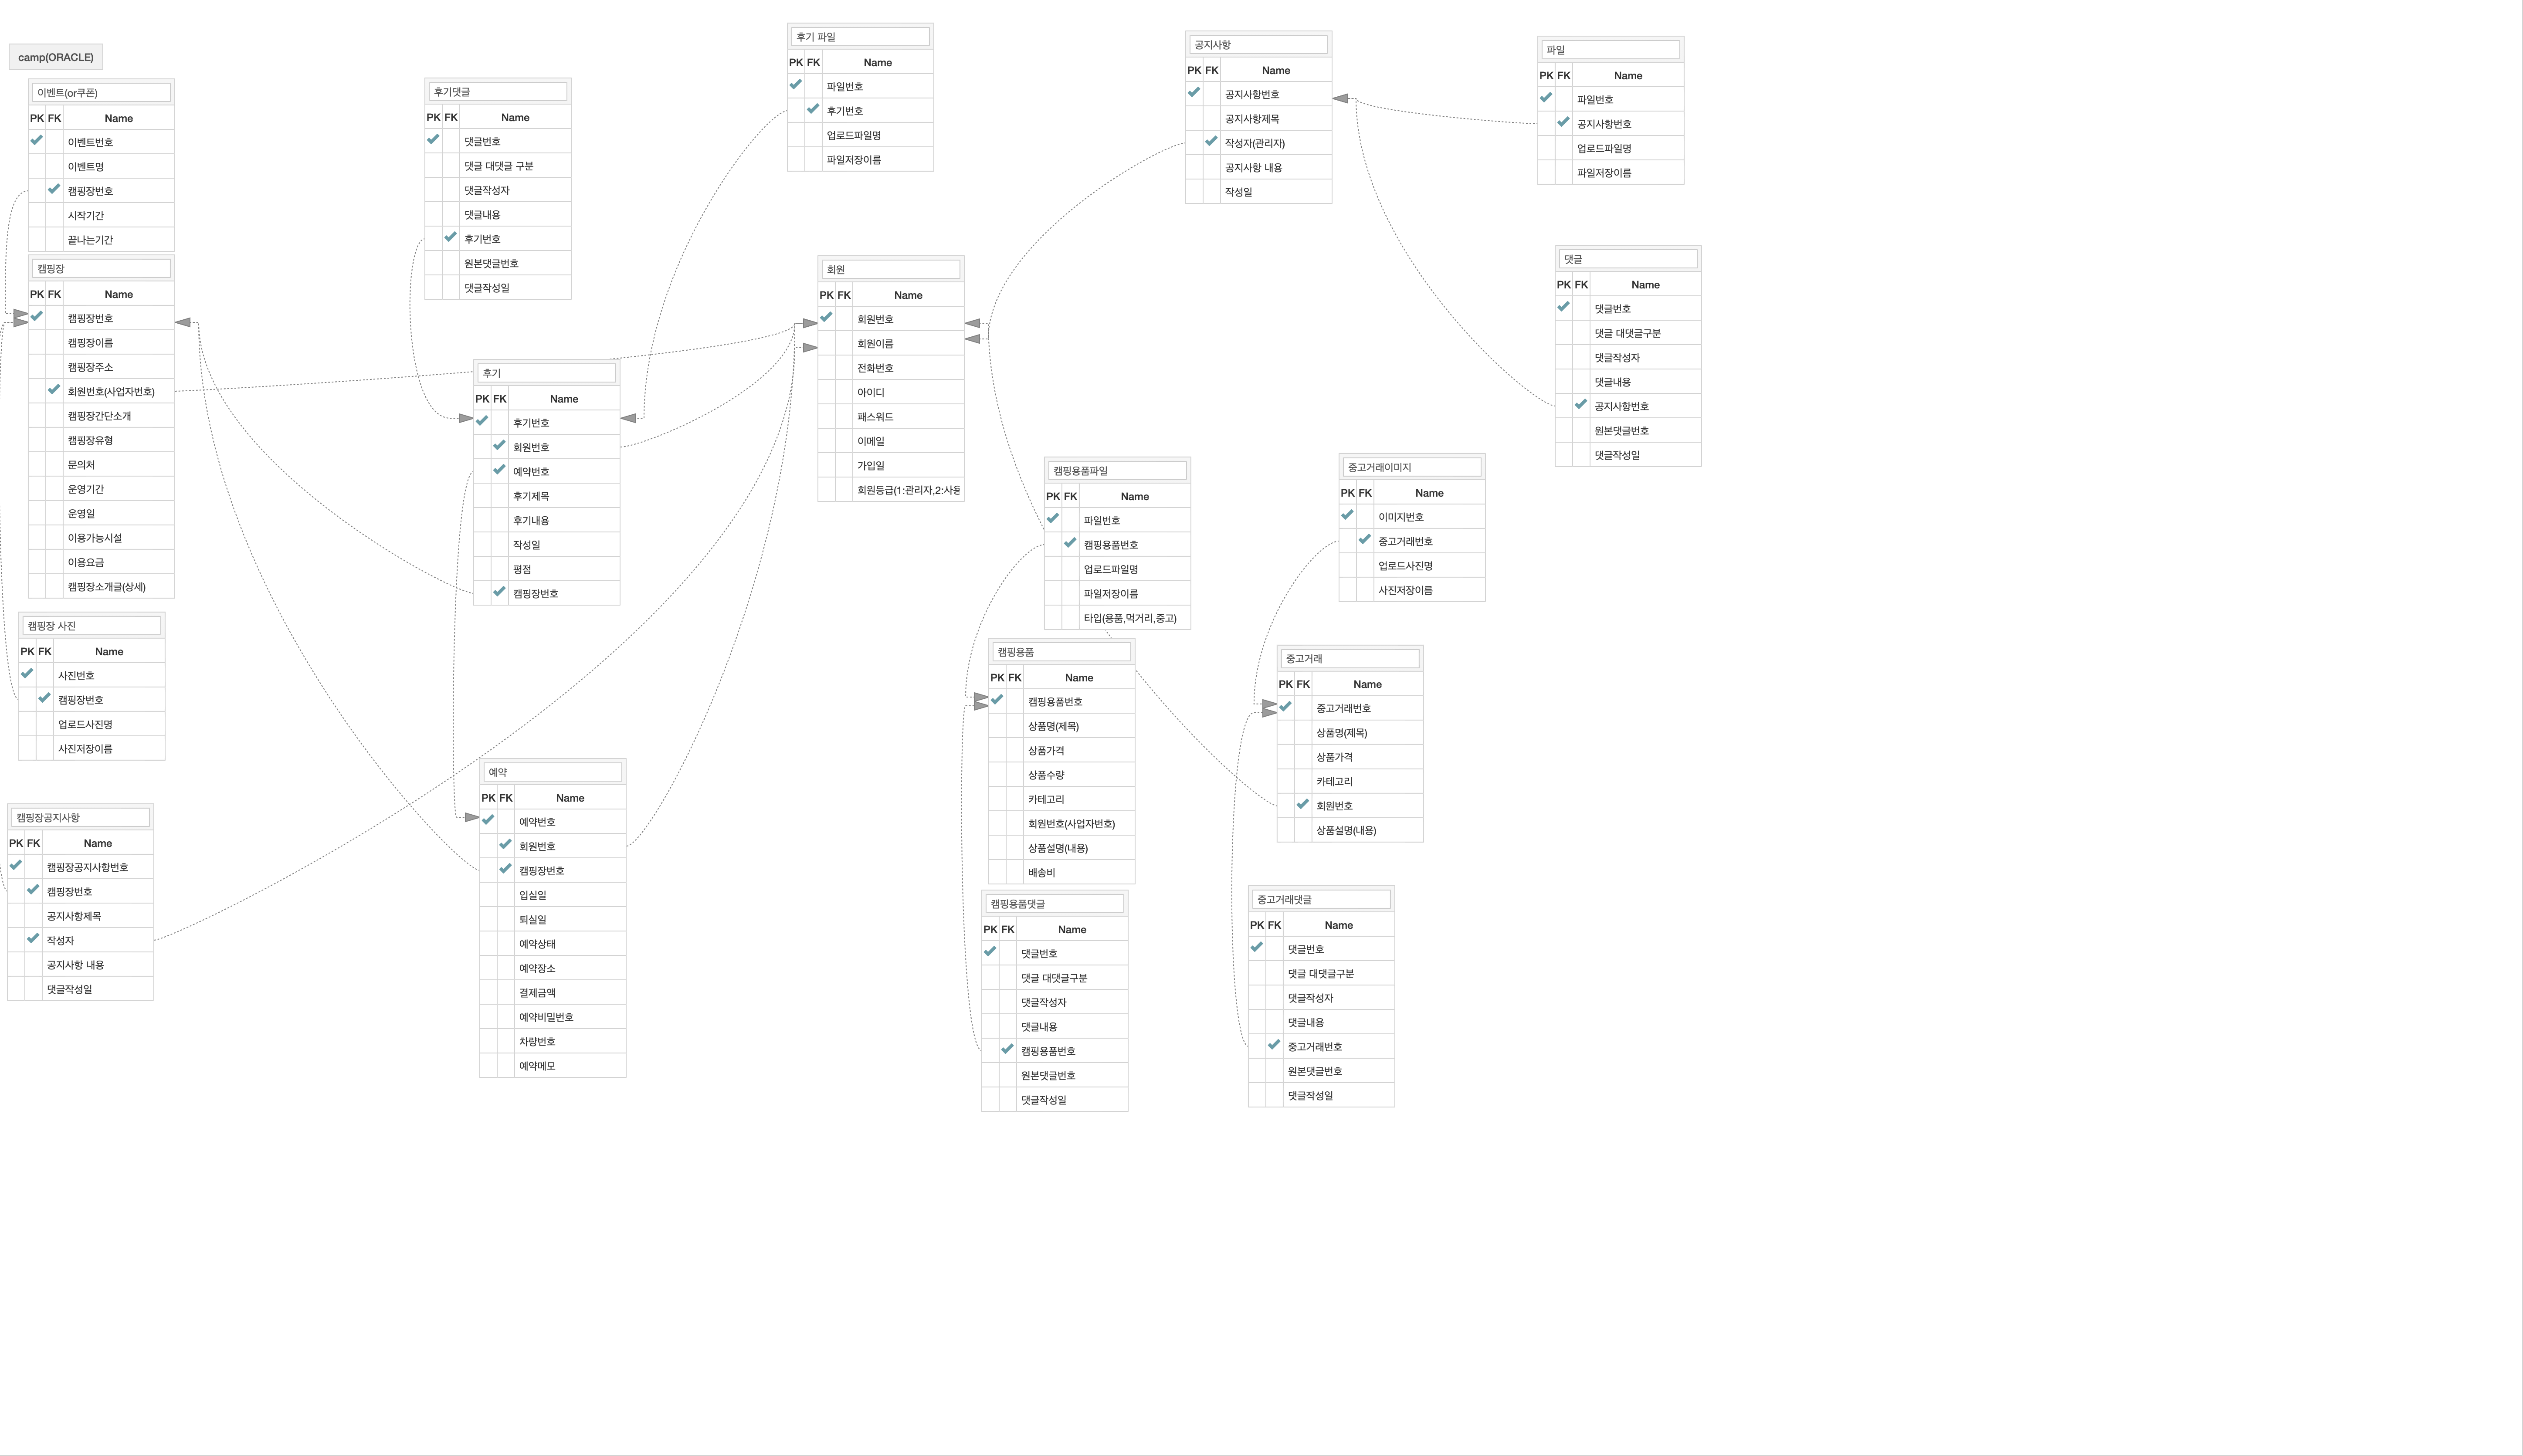 camp(ORACLE)
이벤트(or쿠폰)
PK FK Name
이벤트번호
이벤트명
캠핑장번호
시작기간
끝나는기간
캠핑장
PK FK Name
캠핑장번호
캠핑장이름
캠핑장주소
회원번호(사업자번호)
캠핑장간단소개
캠핑장유형
문의처
운영기간
운영일
이용가능시설
이용요금
캠핑장소개글(상세)
캠핑장 사진
PK FK Name
사진번호
캠핑장번호
업로드사진명
사진저장이름
캠핑장공지사항
PK FK Name
캠핑장공지사항번호
캠핑장번호
공지사항제목
작성자
공지사항 내용
댓글작성일
후기댓글
PK FK Name
댓글번호
댓글 대댓글 구분
댓글작성자
댓글내용
후기번호
원본댓글번호
댓글작성일
후기
PK FK Name
후기번호
회원번호
예약번호
후기제목
후기내용
작성일
평점
캠핑장번호
예약
PK FK Name
예약번호
회원번호
캠핑장번호
입실일
퇴실일
예약상태
예약장소
결제금액
예약비밀번호
차량번호
예약메모
후기 파일
PK FK Name
파일번호
후기번호
업로드파일명
파일저장이름
회원
PK FK Name
회원번호
회원이름
전화번호
아이디
패스워드
이메일
가입일
회원등급(1:관리자,2:사용
공지사항
PK FK Name
공지사항번호
공지사항제목
작성자(관리자)
공지사항 내용
작성일
파일
PK FK Name
파일번호
공지사항번호
업로드파일명
파일저장이름
댓글
PK FK Name
댓글번호
댓글 대댓글구분
댓글작성자
댓글내용
공지사항번호
원본댓글번호
댓글작성일
캠핑용품파일
PK FK Name
파일번호
캠핑용품번호
업로드파일명
파일저장이름
타입(용품,먹거리,중고)
캠핑용품
PK FK Name
캠핑용품번호
상품명(제목)
상품가격
상품수량
카테고리
회원번호(사업자번호)
상품설명(내용)
배송비
캠핑용품댓글
PK FK Name
댓글번호
댓글 대댓글구분
댓글작성자
댓글내용
캠핑용품번호
원본댓글번호
댓글작성일
중고거래이미지
PK FK Name
이미지번호
중고거래번호
업로드사진명
사진저장이름
중고거래
PK FK Name
중고거래번호
상품명(제목)
상품가격
카테고리
회원번호
상품설명(내용)
중고거래댓글
PK FK Name
댓글번호
댓글 대댓글구분
댓글작성자
댓글내용
중고거래번호
원본댓글번호
댓글작성일